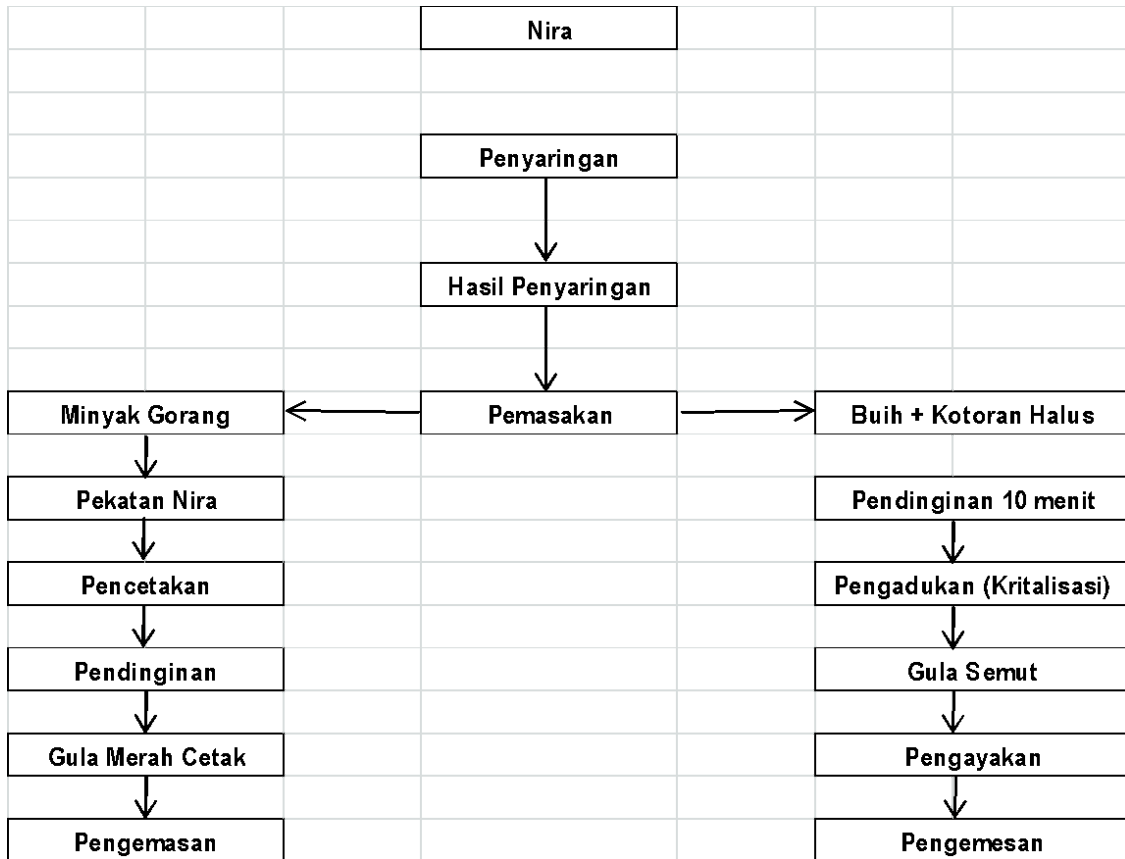 Nira
Penyaringan
Hasil Penyaringan
Minyak Gorang
Pemasakan
Buih + Kotoran Halus
Pekatan Nira
Pendinginan 10 menit
Pencetakan
Pengadukan (Kritalisasi)
Pendinginan
Gula Semut
Gula Merah Cetak
Pengayakan
Pengemasan
Pengemesan